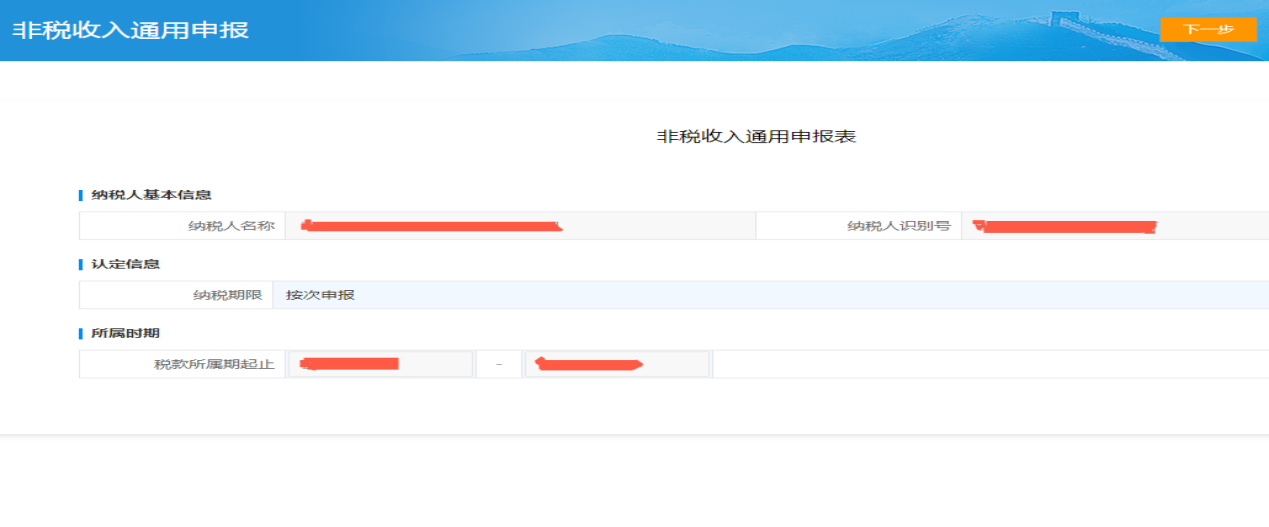 非税收入通用申报
下一步
非税收入通用申报表
纳税人基本信息
纳税人名称
纳税人识别号
认定信息
纳税期限 按次申报
所属时期
税款所属期起止 -